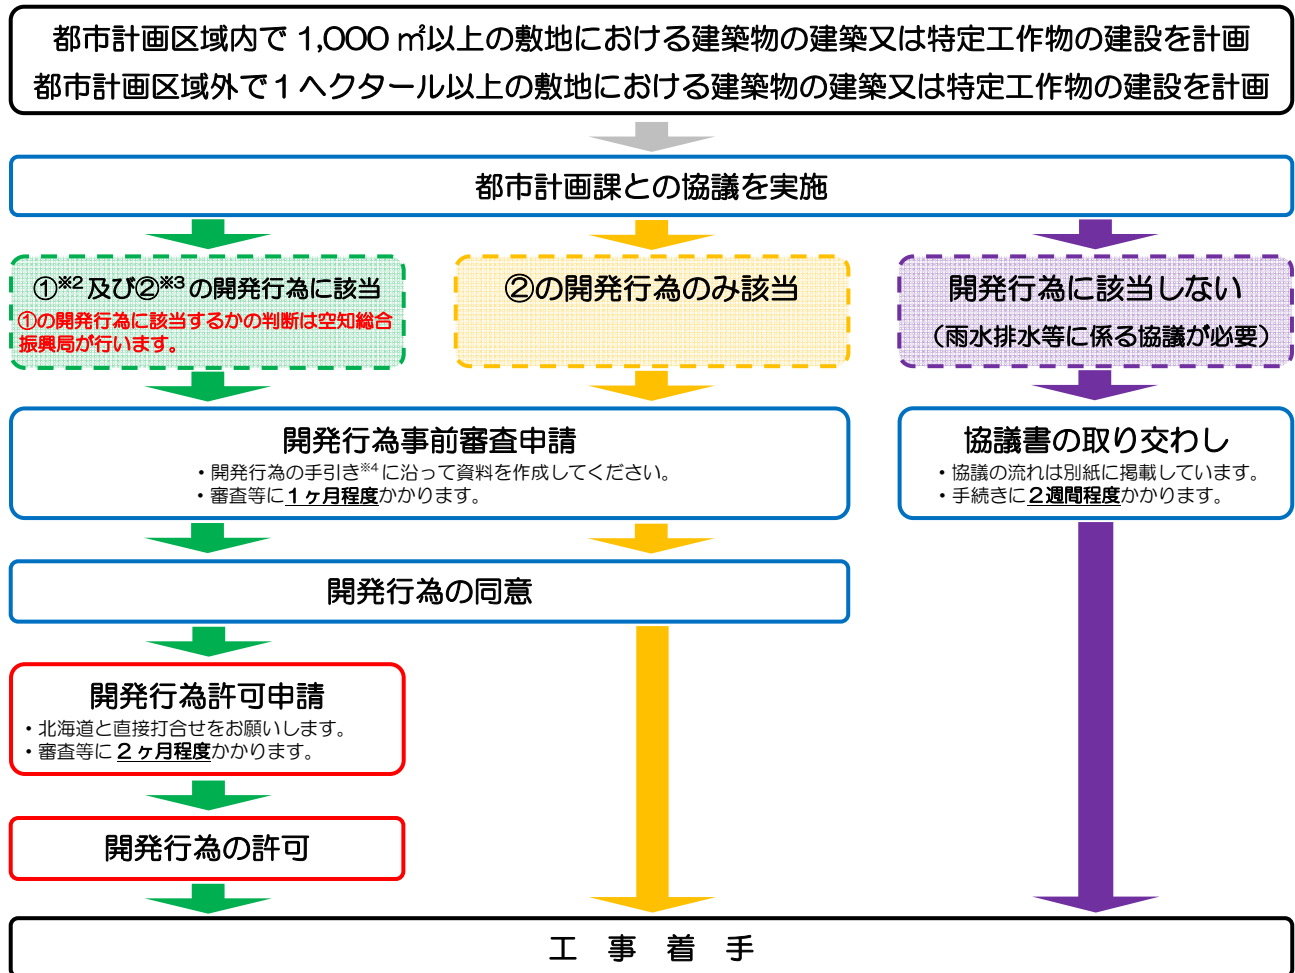 都市計画区域内で 1,000 ㎡以上の敷地における建築物の建築又は特定工作物の建設を計画
都市計画区域外で１ヘクタール以上の敷地における建築物の建築又は特定工作物の建設を計画
都市計画課との協議を実施
①※2 及び②※3 の開発行為に該当
①の開発行為に該当するかの判断は空知総合
振興局が行います。
②の開発行為のみ該当
開発行為に該当しない
（雨水排水等に係る協議が必要）
開発行為事前審査申請
・開発行為の手引き※4 に沿って資料を作成してください。
・審査等に１ヶ月程度かかります。
協議書の取り交わし
・協議の流れは別紙に掲載しています。
・手続きに２週間程度かかります。
開発行為の同意
開発行為許可申請
・北海道と直接打合せをお願いします。
・審査等に２ヶ月程度かかります。
開発行為の許可
工 事 着 手